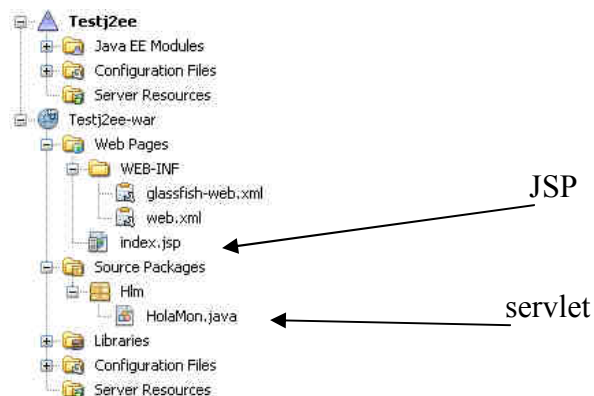 Testj2ee
Java EE Modules
Configuration Files
Server Resources
Testj2ee-war
Web Pages
WEB-INF
glassfish-web.xml
web.xml
index.jsp
JSP
Source Packages
Hlm
HolaMon.java
servlet
Libraries
Configuration Files
Server Resources